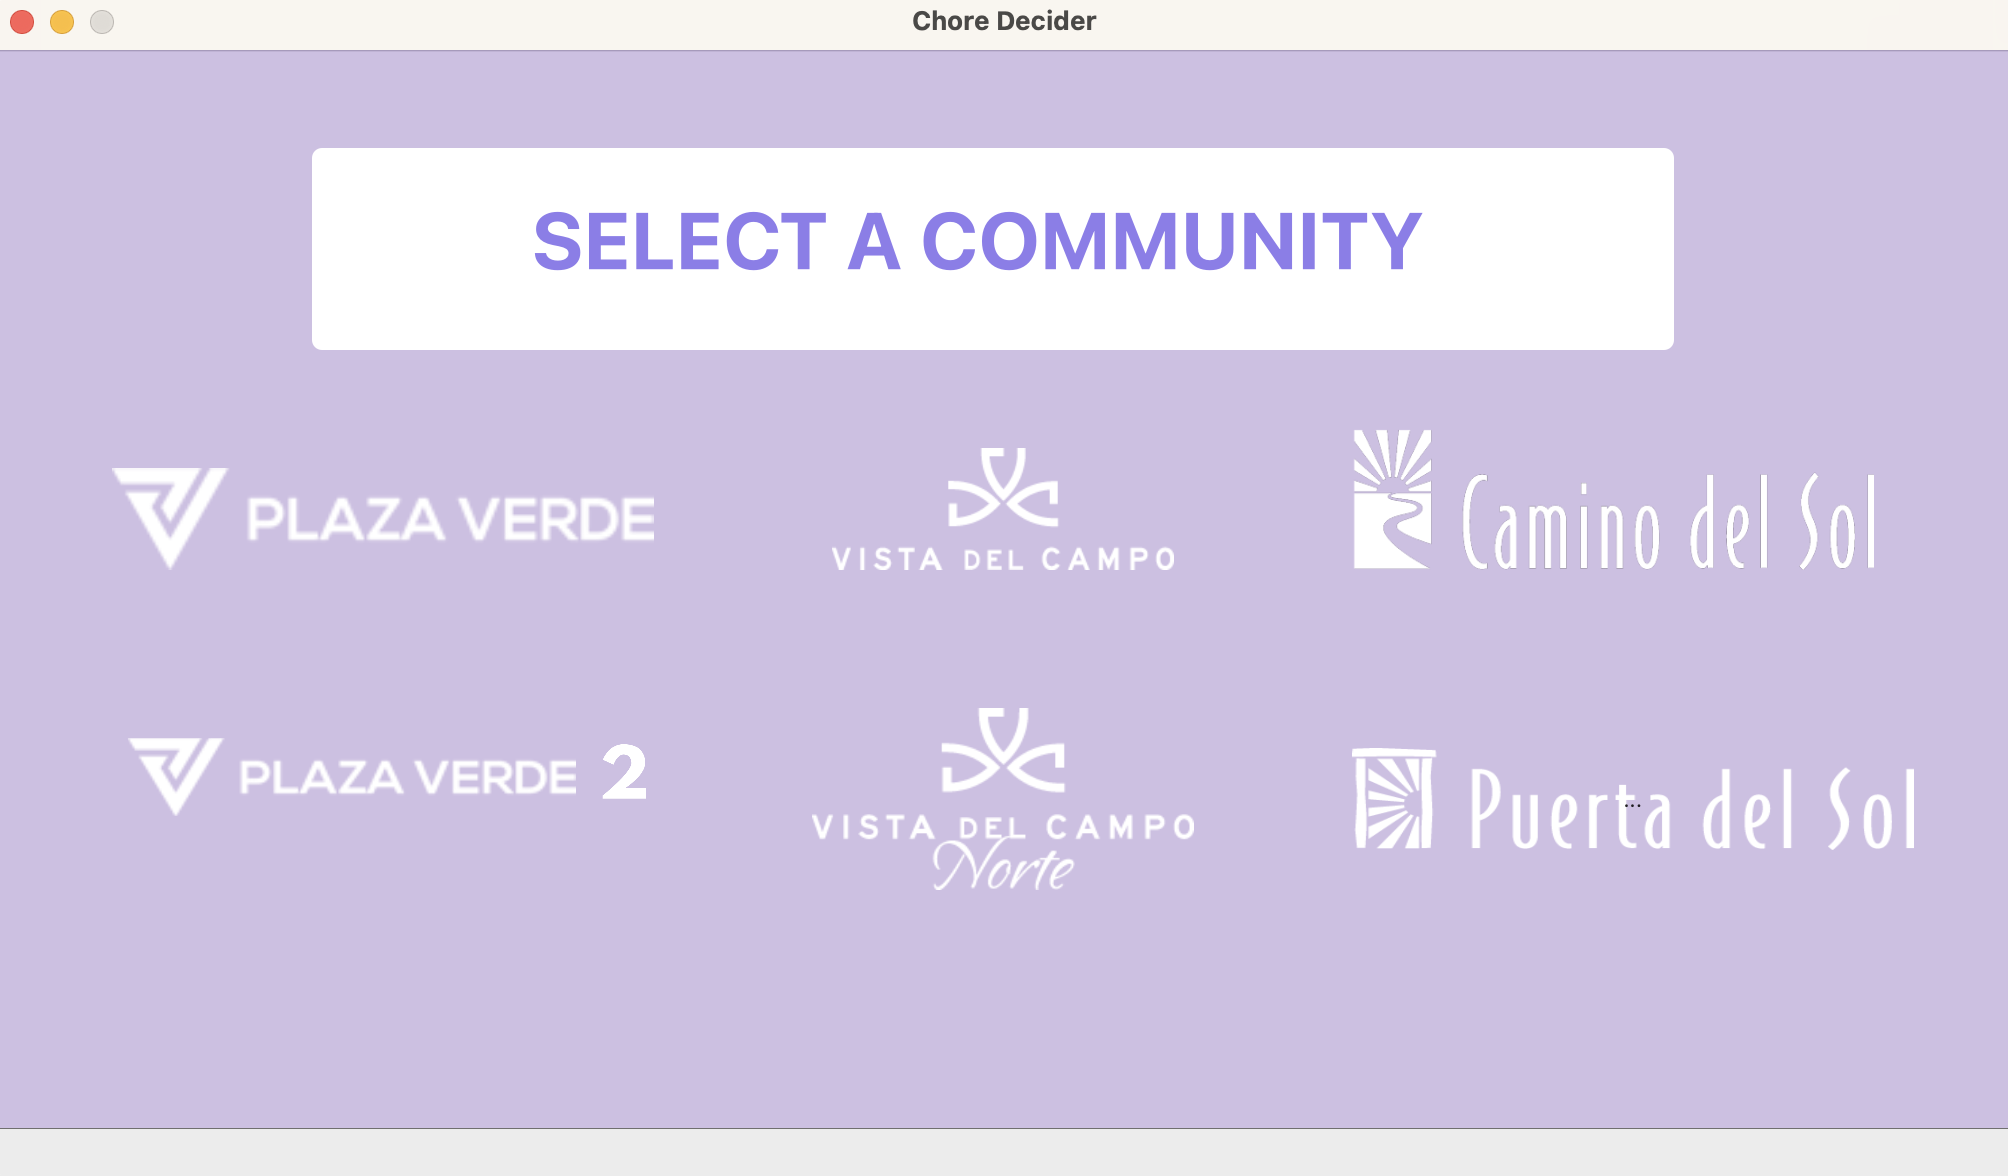 Chore Decider
SELECT A COMMUNITY
PLAZA VERDE
VISTA DEL CAMPO
Camino del Sol
PLAZA VERDE 2
VISTA DEL CAMPO
Norte
Puerta del Sol
...